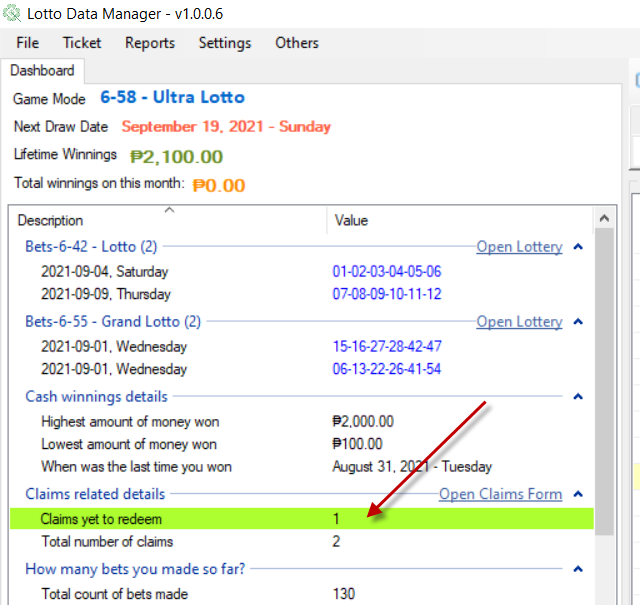 Lotto Data Manager - v1.0.0.6
File Ticket Reports Settings Others
Dashboard
Game Mode 6-58 - Ultra Lotto
Next Draw Date September 19, 2021 - Sunday
Lifetime Winnings ₱2,100.00
Total winnings on this month: ₱0.00
Description Value
Bets-6-42 - Lotto (2) Open Lottery
2021-09-04, Saturday 01-02-03-04-05-06
2021-09-09, Thursday 07-08-09-10-11-12
Bets-6-55 - Grand Lotto (2) Open Lottery
2021-09-01, Wednesday 15-16-27-28-42-47
2021-09-01, Wednesday 06-13-22-26-41-54
Cash winnings details
Highest amount of money won ₱2,000.00
Lowest amount of money won ₱100.00
When was the last time you won August 31, 2021 - Tuesday
Claims related details Open Claims Form
Claims yet to redeem 1
Total number of claims 2
How many bets you made so far?
Total count of bets made 130